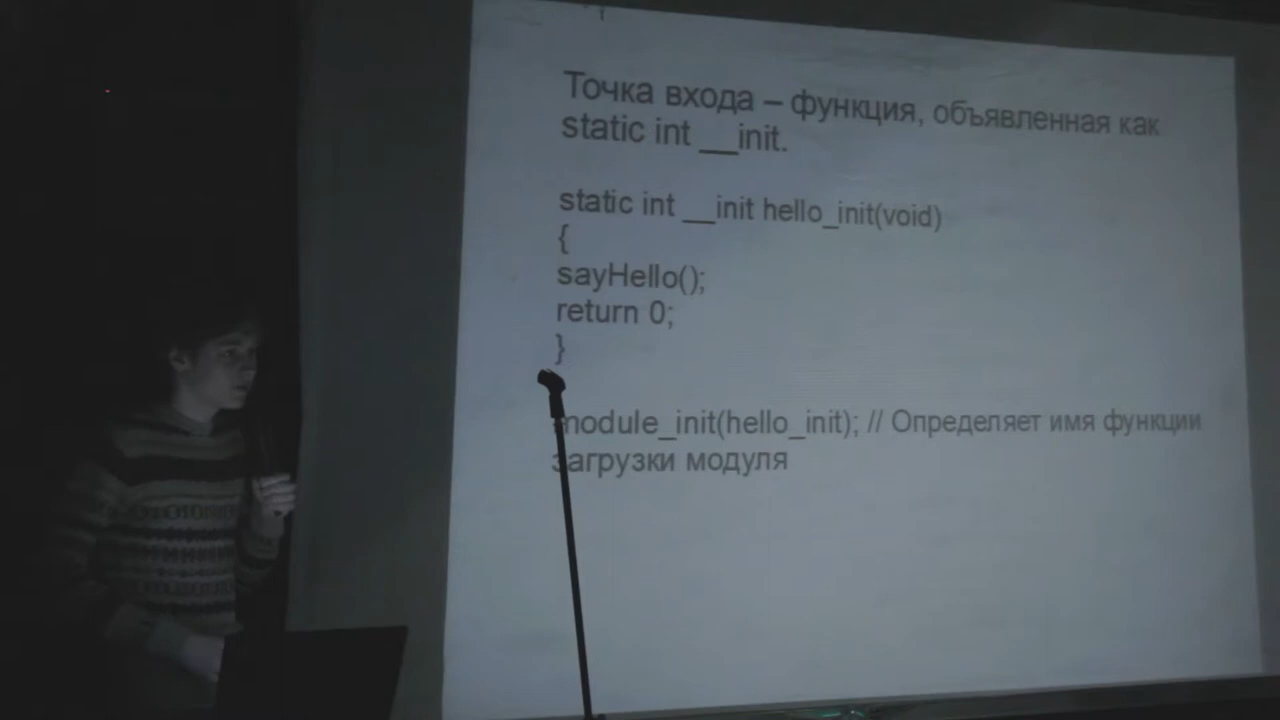 Точка входа – функция, объявленная как
static int __init.
static int __init hello_init(void)
{
sayHello();
return 0;
}
module_init(hello_init); // Определяет имя функции
загрузки модуля